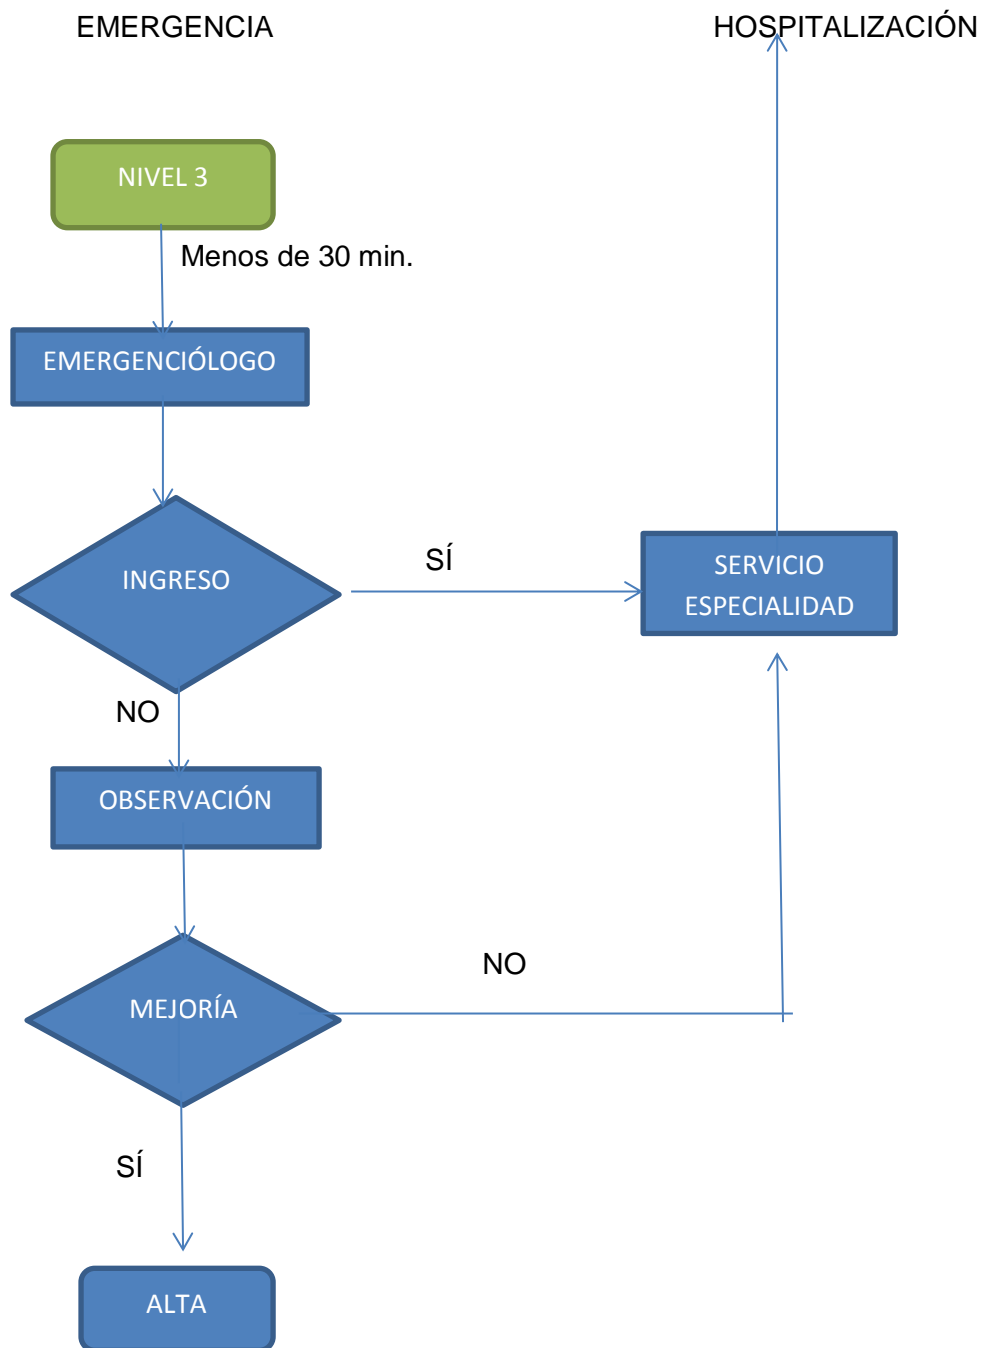 EMERGENCIA
HOSPITALIZACIÓN
NIVEL 3
Menos de 30 min.
EMERGENCIÓLOGO
INGRESO
SÍ
SERVICIO
ESPECIALIDAD
NO
OBSERVACIÓN
MEJORÍA
NO
SÍ
ALTA